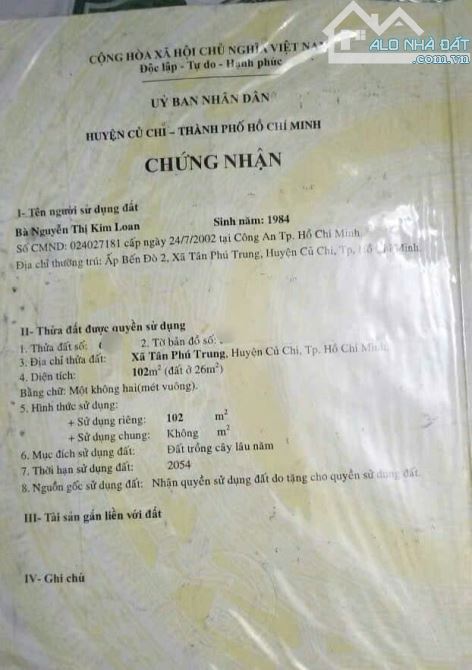 ALO NHÀ ĐẤT
CỘNG HÒA XÃ HỘI CHỦ NGHĨA VIỆT NAM
Độc lập - Tự do - Hạnh phúc
UỶ BAN NHÂN DÂN
HUYỆN CỦ CHI – THÀNH PHỐ HỒ CHÍ MINH
CHỨNG NHẬN
I- Tên người sử dụng đất
Bà Nguyễn Thị Kim Loan Sinh năm: 1984
Số CMND: 024027181 cấp ngày 24/7/2002 tại Công An Tp. Hồ Chí Minh.
Địa chỉ thường trú: Ấp Bến Đò 2, Xã Tân Phú Trung, Huyện Củ Chi, Tp. Hồ Chí Minh.
II- Thửa đất được quyền sử dụng
1. Thửa đất số: 2. Tờ bản đồ số:
3. Địa chỉ thửa đất: Xã Tân Phú Trung, Huyện Củ Chi, Tp. Hồ Chí Minh.
4. Diện tích: 102m² (đất ở 26m²)
Bằng chữ: Một không hai(mét vuông).
5. Hình thức sử dụng:
+ Sử dụng riêng: 102 m²
+ Sử dụng chung: Không m²
6. Mục đích sử dụng đất: Đất trồng cây lâu năm
7. Thời hạn sử dụng đất: 2054
8. Nguồn gốc sử dụng đất: Nhận quyền sử dụng đất do tặng cho quyền sử dụng đất.
III- Tài sản gắn liền với đất
IV- Ghi chú